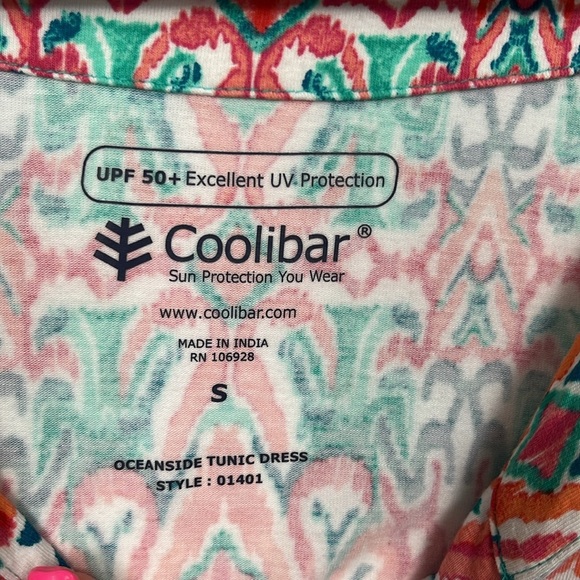 UPF 50+ Excellent UV Protection
Coolibar®
Sun Protection You Wear
www.coolibar.com
MADE IN INDIA
RN 106928
S
OCEANSIDE TUNIC DRESS
STYLE : 01401